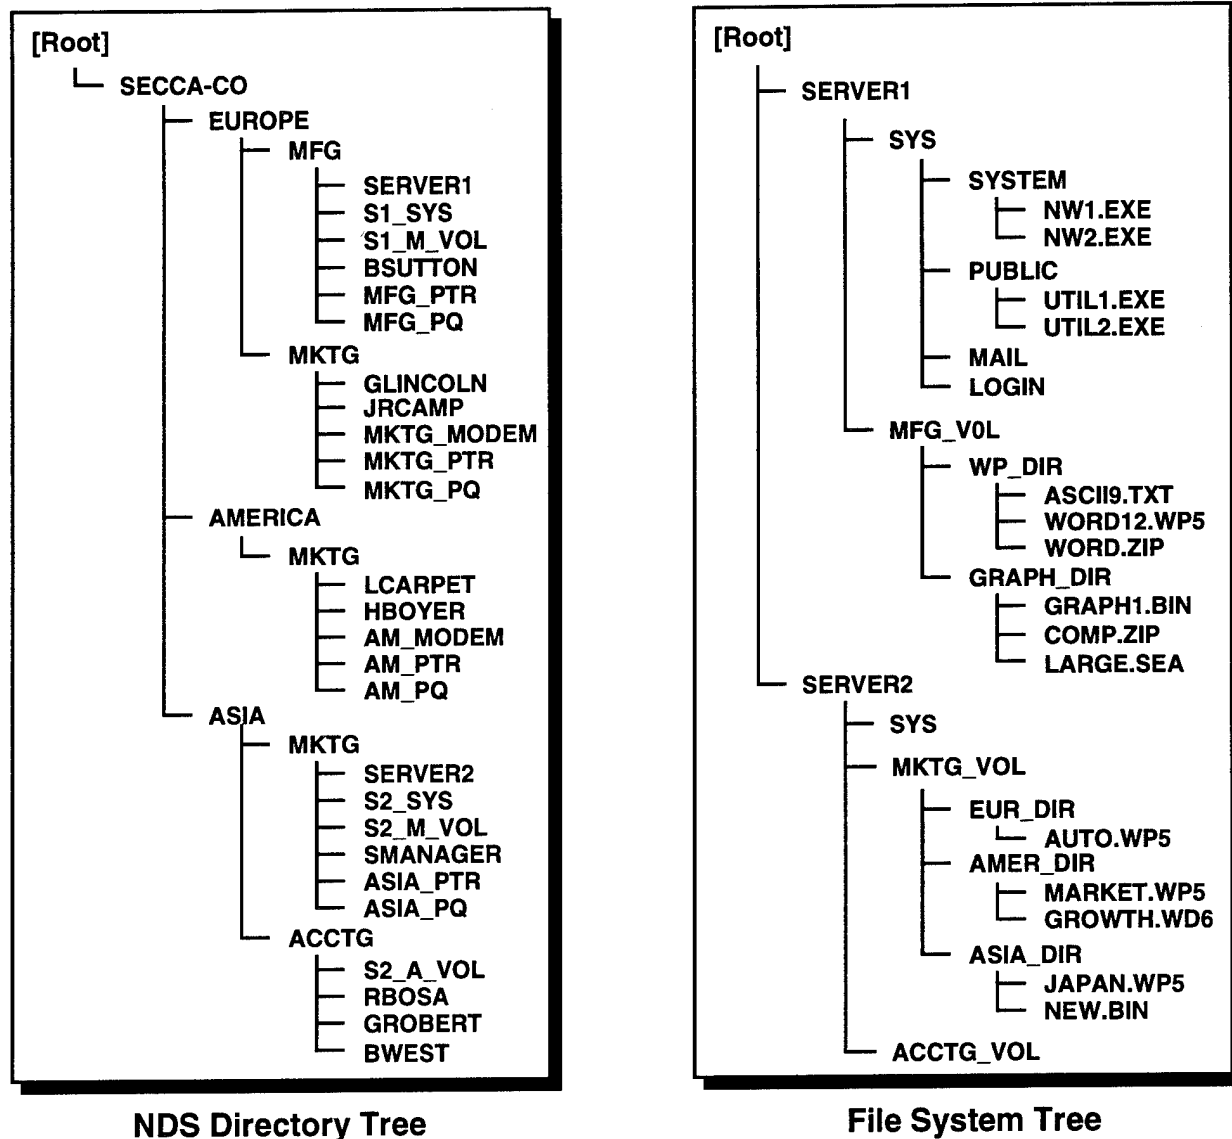 [Root]
SECCA-CO
EUROPE
MFG
SERVER1
S1_SYS
S1_M_VOL
BSUTTON
MFG_PTR
MFG_PQ
MKTG
GLINCOLN
JRCAMP
MKTG_MODEM
MKTG_PTR
MKTG_PQ
AMERICA
MKTG
LCARPET
HBOYER
AM_MODEM
AM_PTR
AM_PQ
ASIA
MKTG
SERVER2
S2_SYS
S2_M_VOL
SMANAGER
ASIA_PTR
ASIA_PQ
ACCTG
S2_A_VOL
RBOSA
GROBERT
BWEST
NDS Directory Tree
[Root]
SERVER1
SYS
SYSTEM
NW1.EXE
NW2.EXE
PUBLIC
UTIL1.EXE
UTIL2.EXE
MAIL
LOGIN
MFG_V0L
WP_DIR
ASCII9.TXT
WORD12.WP5
WORD.ZIP
GRAPH_DIR
GRAPH1.BIN
COMP.ZIP
LARGE.SEA
SERVER2
SYS
MKTG_VOL
EUR_DIR
AUTO.WP5
AMER_DIR
MARKET.WP5
GROWTH.WD6
ASIA_DIR
JAPAN.WP5
NEW.BIN
ACCTG_VOL
File System Tree